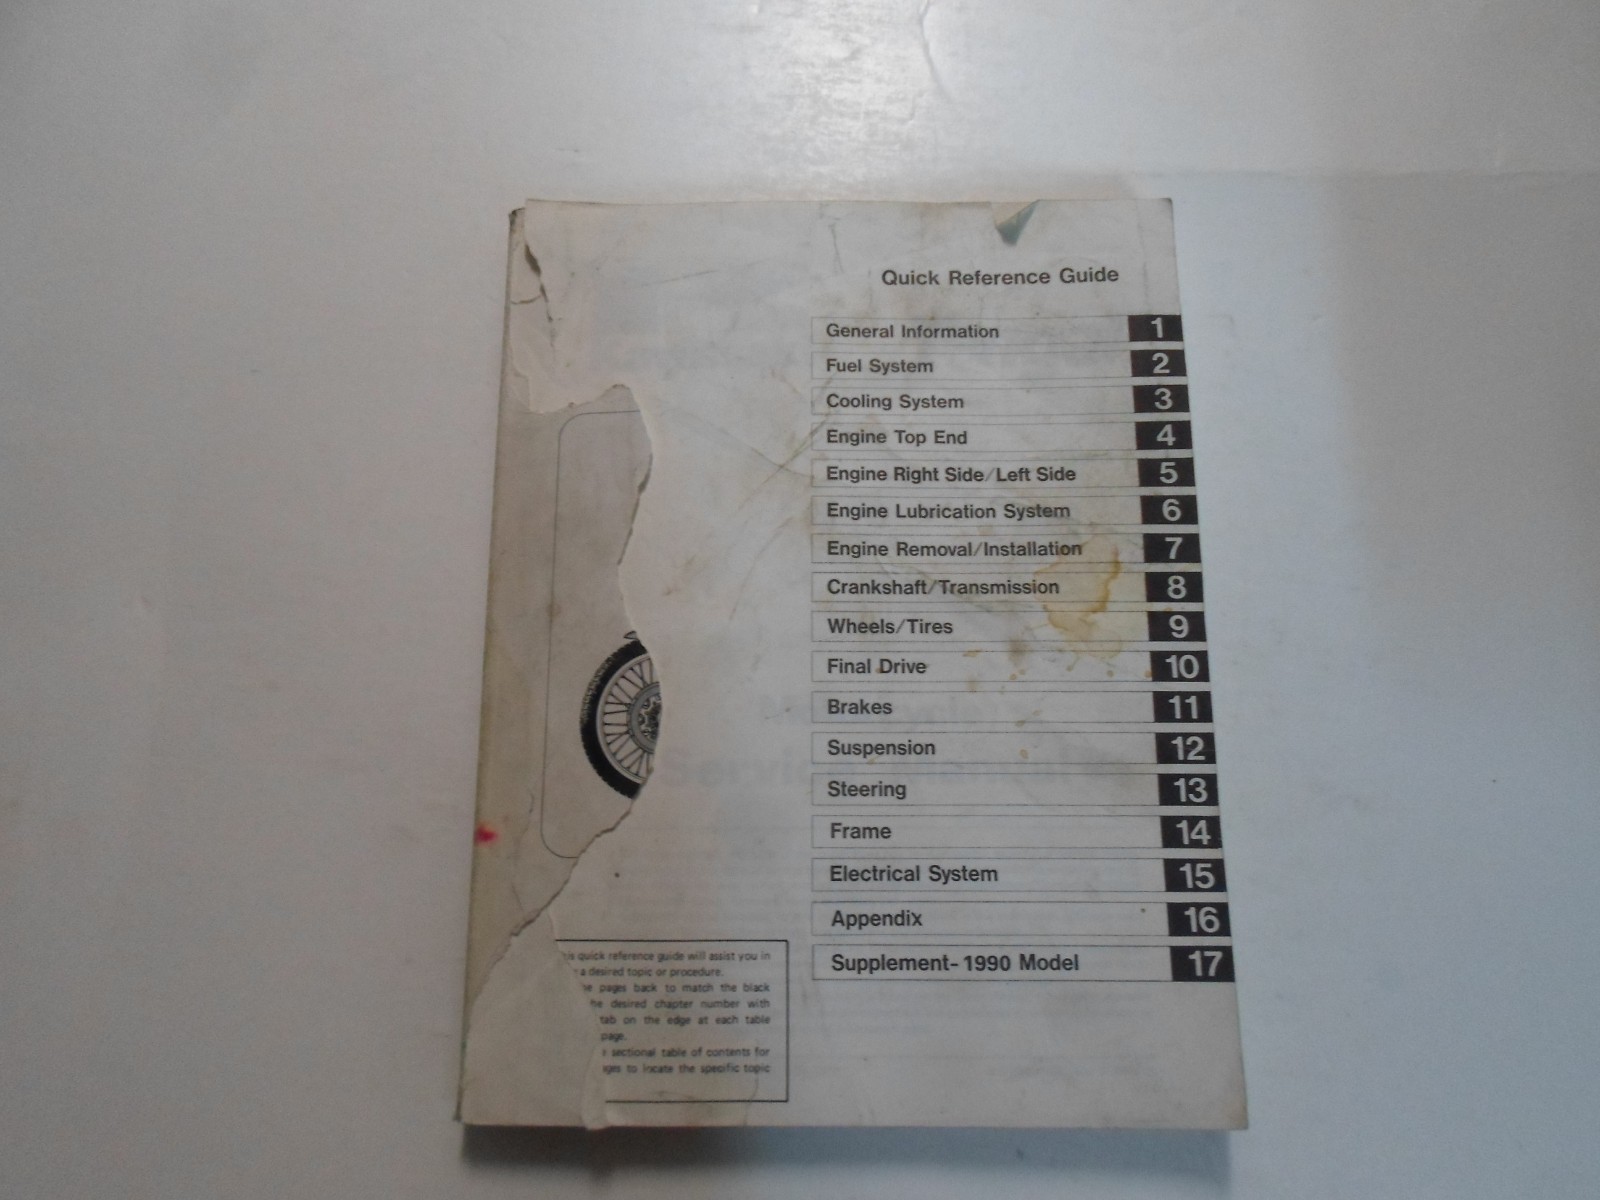 Quick Reference Guide
General Information 1
Fuel System 2
Cooling System 3
Engine Top End 4
Engine Right Side/Left Side 5
Engine Lubrication System 6
Engine Removal/Installation 7
Crankshaft/Transmission 8
Wheels/Tires 9
Final Drive 10
Brakes 11
Suspension 12
Steering 13
Frame 14
Electrical System 15
Appendix 16
Supplement-1990 Model 17
quick reference guide will assist you in
a desired topic or procedure.
pages back to match the black
desired chapter number with
tab on the edge at each table
page.
sectional table of contents for
to locate the specific topic